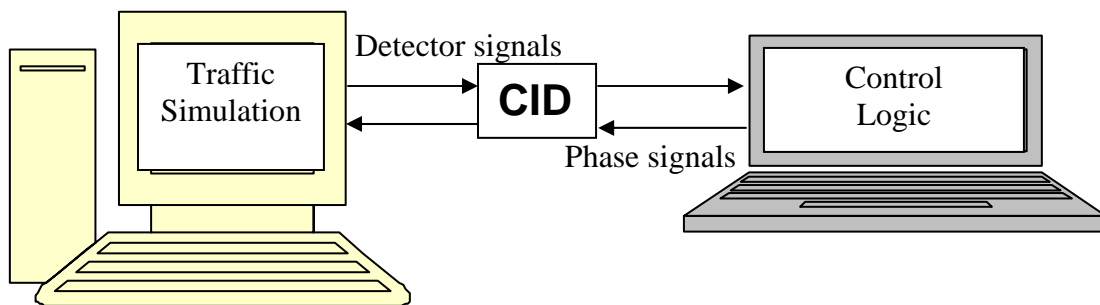 Detector signals
Traffic
Simulation
CID
Control
Logic
Phase signals